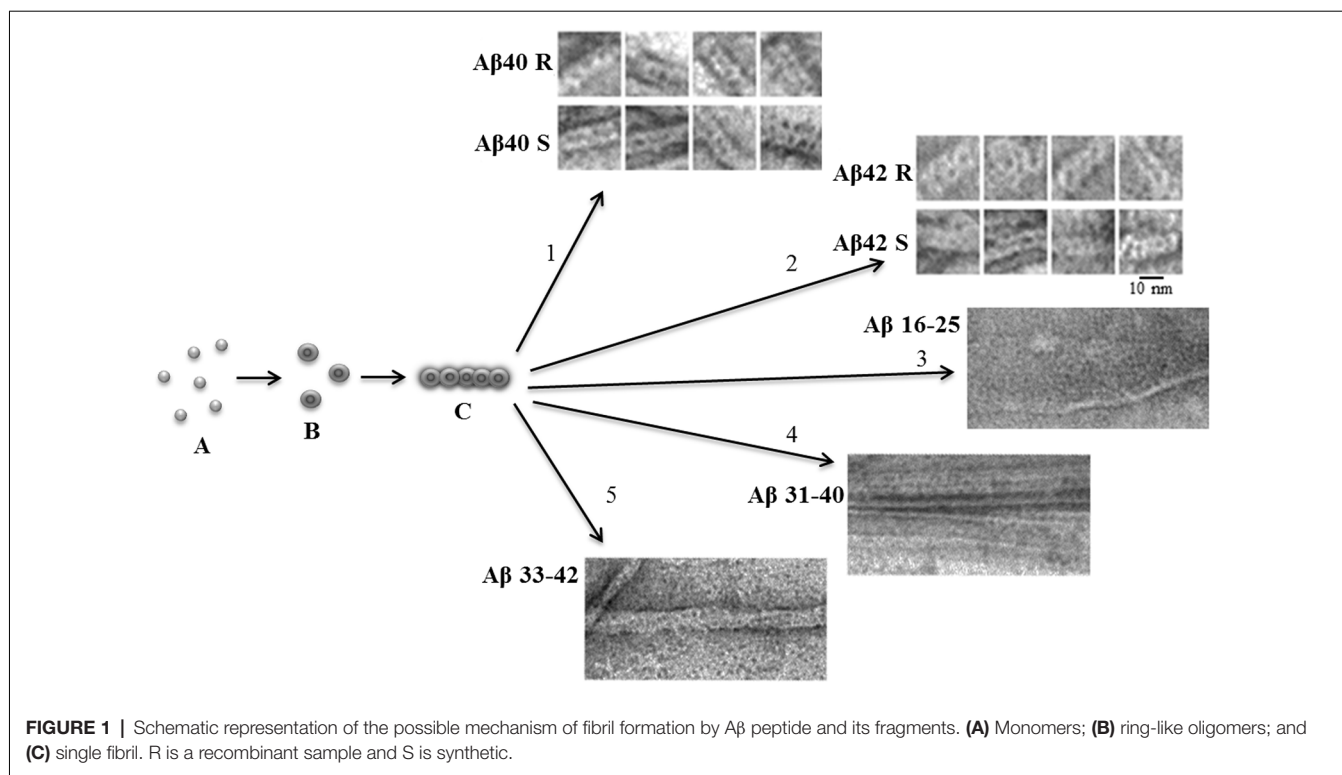 Aβ40 R
Aβ40 S
Aβ42 R
Aβ42 S
10 nm
1
2
Aβ 16-25
3
A
B
C
4
Aβ 31-40
5
Aβ 33-42
FIGURE 1 | Schematic representation of the possible mechanism of fibril formation by Aβ peptide and its fragments. (A) Monomers; (B) ring-like oligomers; and
(C) single fibril. R is a recombinant sample and S is synthetic.